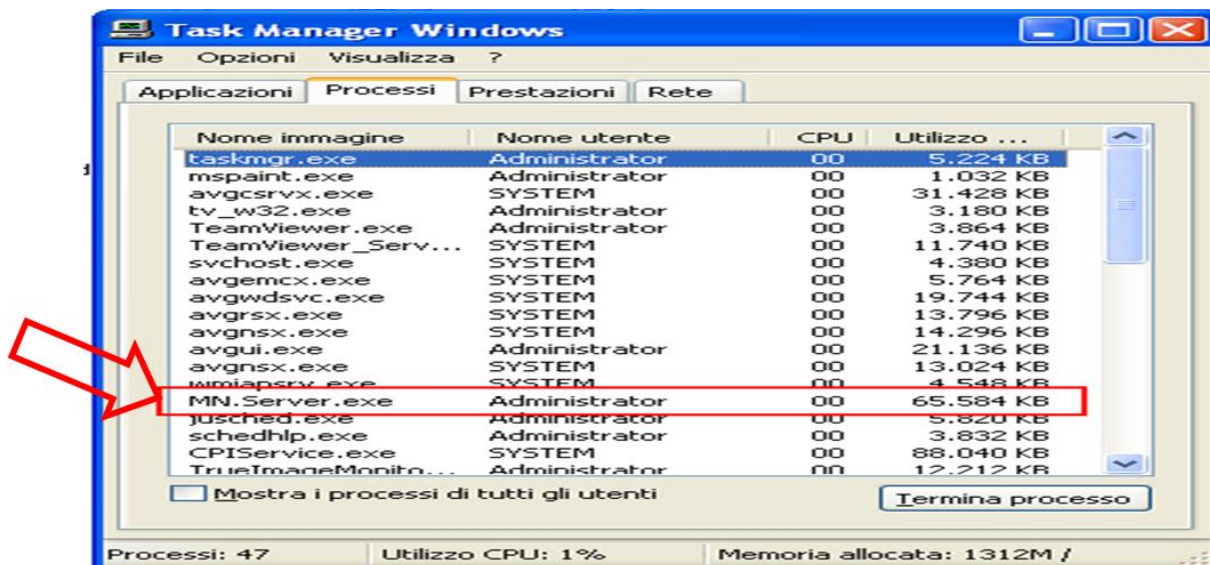 Task Manager Windows
File Opzioni Visualizza ?
Applicazioni Processi Prestazioni Rete
Nome immagine Nome utente CPU Utilizzo ...
taskmgr.exe Administrator 00 5.224 KB
mspaint.exe Administrator 00 1.032 KB
avgcsrvx.exe SYSTEM 00 31.428 KB
tv_w32.exe Administrator 00 3.180 KB
TeamViewer.exe Administrator 00 3.864 KB
TeamViewer_Serv... SYSTEM 00 11.740 KB
svchost.exe SYSTEM 00 4.380 KB
avgemcx.exe SYSTEM 00 5.764 KB
avgwdsvc.exe SYSTEM 00 19.744 KB
avgrsx.exe SYSTEM 00 13.796 KB
avgnsx.exe SYSTEM 00 14.296 KB
avgui.exe Administrator 00 21.136 KB
avgnsx.exe SYSTEM 00 13.024 KB
wmiapsrv.exe SYSTEM 00 4.548 KB
MN.Server.exe Administrator 00 65.584 KB
jusched.exe Administrator 00 5.820 KB
schedhlp.exe Administrator 00 3.832 KB
CPIService.exe SYSTEM 00 88.040 KB
TrueImageMonito... Administrator 00 12.212 KB
Mostra i processi di tutti gli utenti Termina processo
Processi: 47 Utilizzo CPU: 1% Memoria allocata: 1312M /